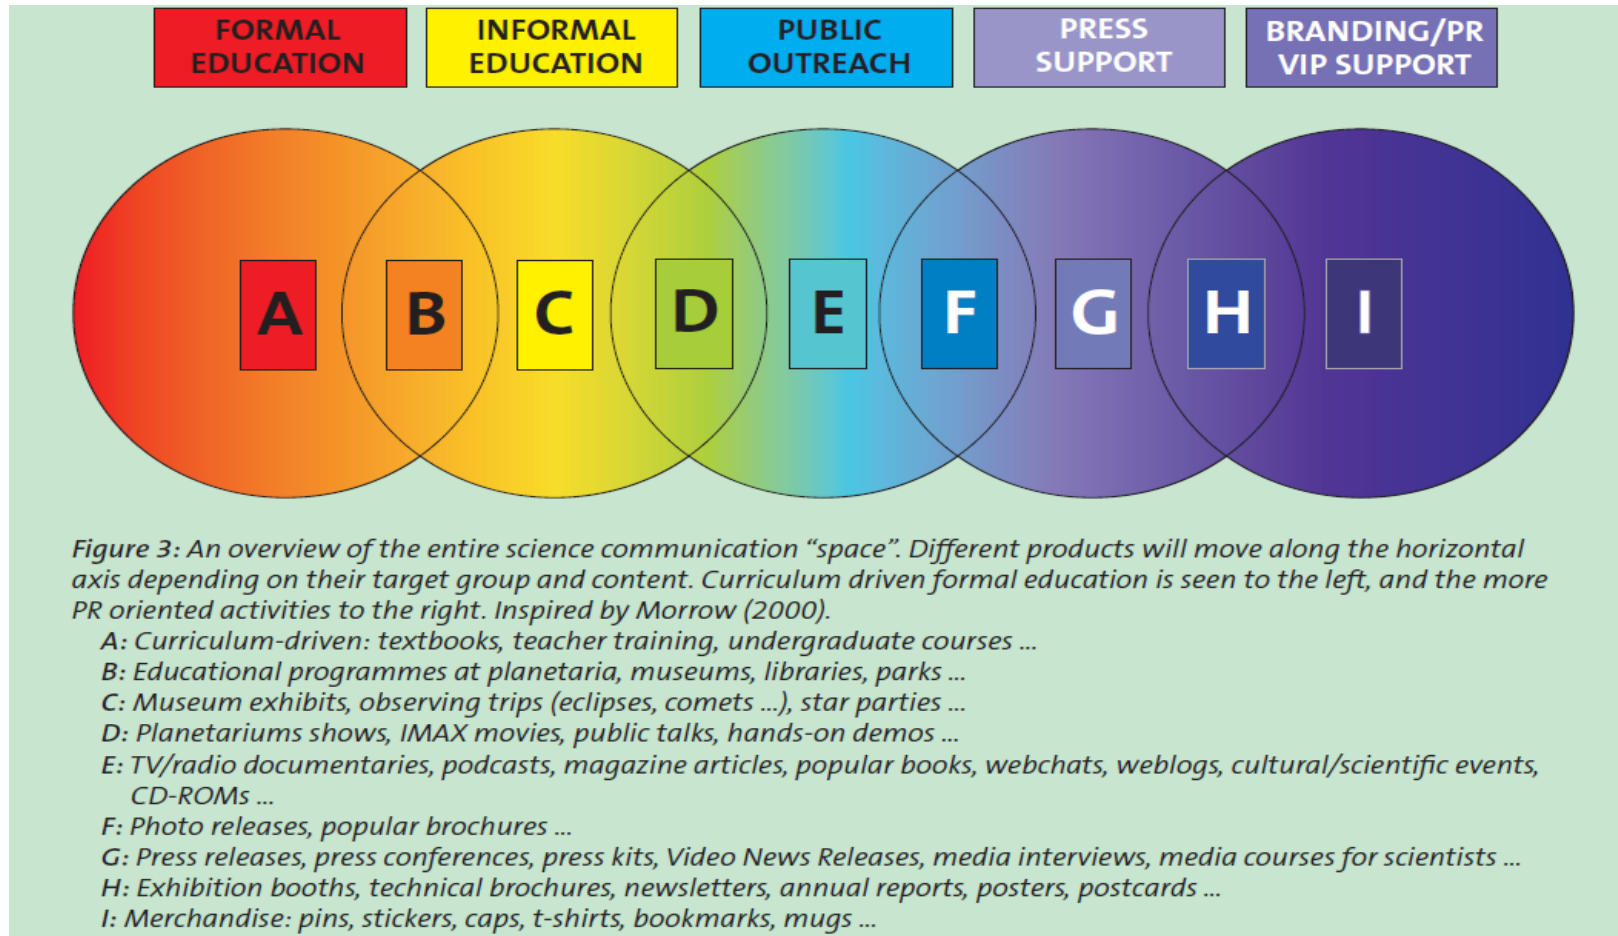 FORMAL
EDUCATION
INFORMAL
EDUCATION
PUBLIC
OUTREACH
PRESS
SUPPORT
BRANDING/PR
VIP SUPPORT
A
B
C
D
E
F
G
H
I
Figure 3: An overview of the entire science communication “space”. Different products will move along the horizontal
axis depending on their target group and content. Curriculum driven formal education is seen to the left, and the more
PR oriented activities to the right. Inspired by Morrow (2000).
A: Curriculum-driven: textbooks, teacher training, undergraduate courses ...
B: Educational programmes at planetaria, museums, libraries, parks ...
C: Museum exhibits, observing trips (eclipses, comets ...), star parties ...
D: Planetariums shows, IMAX movies, public talks, hands-on demos ...
E: TV/radio documentaries, podcasts, magazine articles, popular books, webchats, weblogs, cultural/scientific events,
CD-ROMs ...
F: Photo releases, popular brochures ...
G: Press releases, press conferences, press kits, Video News Releases, media interviews, media courses for scientists ...
H: Exhibition booths, technical brochures, newsletters, annual reports, posters, postcards ...
I: Merchandise: pins, stickers, caps, t-shirts, bookmarks, mugs ...